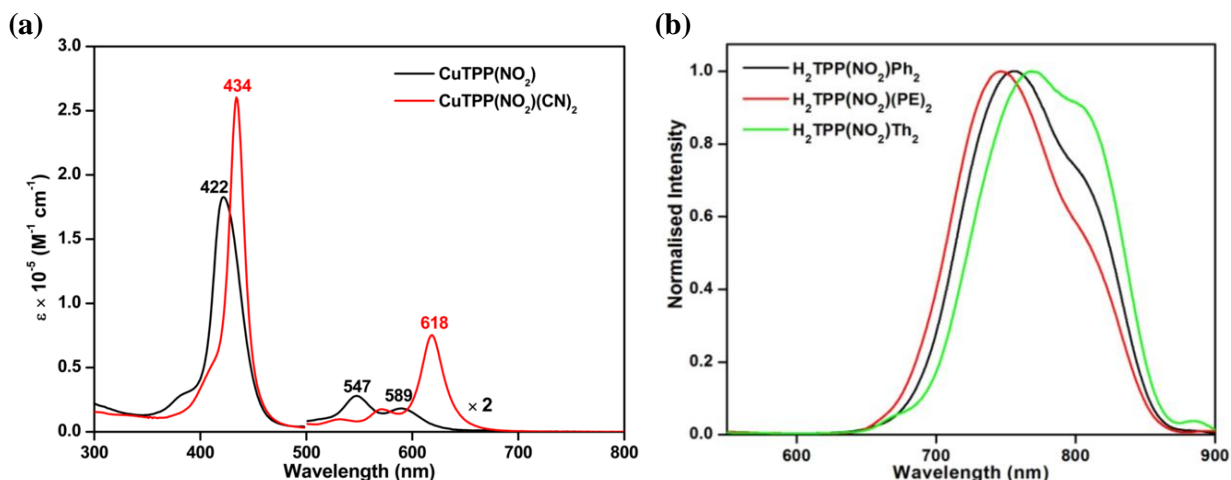 (a)
3.0
2.5
2.0
1.5
1.0
0.5
0.0
ε × 10⁻⁵ (M⁻¹ cm⁻¹)
CuTPP(NO₂)
CuTPP(NO₂)(CN)₂
434
422
618
547
589
× 2
300 400 500 600 700 800
Wavelength (nm)
(b)
1.0
0.8
0.6
0.4
0.2
0.0
Normalised Intensity
H₂TPP(NO₂)Ph₂
H₂TPP(NO₂)(PE)₂
H₂TPP(NO₂)Th₂
600 700 800 900
Wavelength (nm)